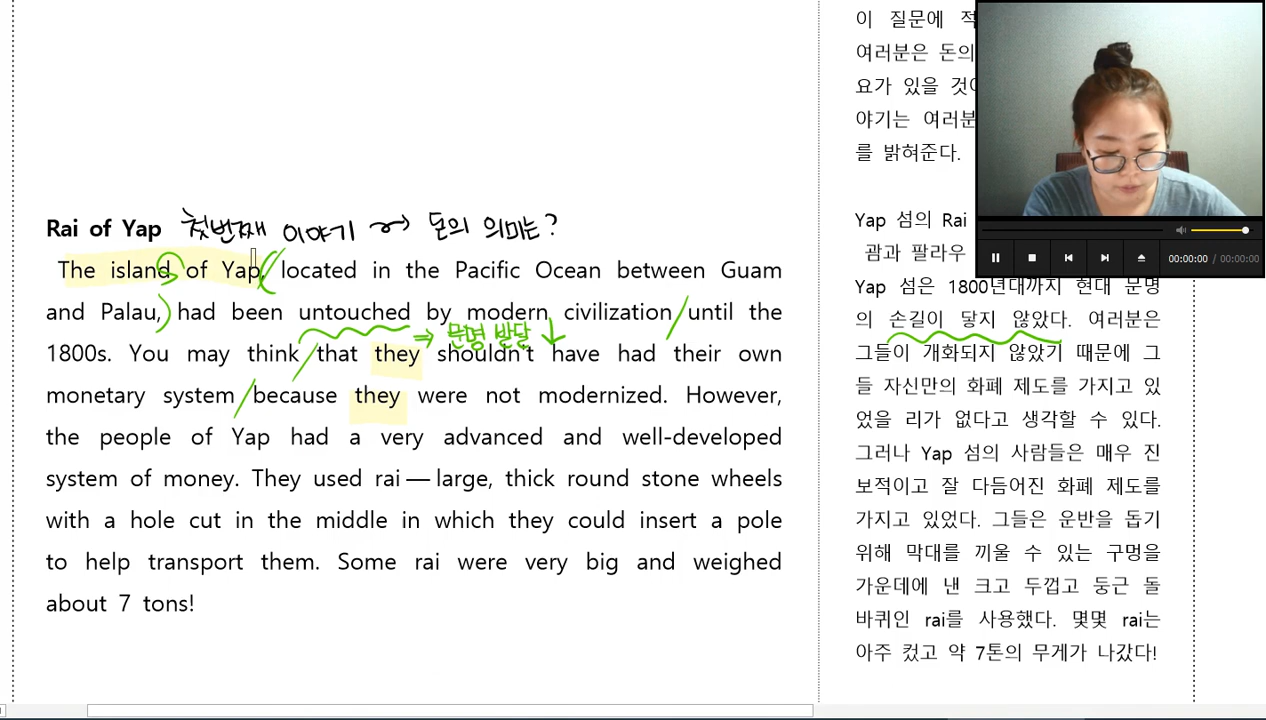 Rai of Yap 첫번째 이야기 → 돈의 의미는?
The island of Yap, located in the Pacific Ocean between Guam
and Palau, had been untouched by modern civilization until the
⇒ 문명 발달 ↓
1800s. You may think that they shouldn't have had their own
monetary system because they were not modernized. However,
the people of Yap had a very advanced and well-developed
system of money. They used rai — large, thick round stone wheels
with a hole cut in the middle in which they could insert a pole
to help transport them. Some rai were very big and weighed
about 7 tons!
이 질문에
여러분은 돈의
요가 있을
야기는 여러분
를 밝혀준다.
Yap 섬의 Rai
괌과 팔라우
Yap 섬은 1800년대까지 현대 문명
의 손길이 닿지 않았다. 여러분은
그들이 개화되지 않았기 때문에 그
들 자신만의 화폐 제도를 가지고 있
었을 리가 없다고 생각할 수 있다.
그러나 Yap 섬의 사람들은 매우 진
보적이고 잘 다듬어진 화폐 제도를
가지고 있었다. 그들은 운반을 돕기
위해 막대를 끼울 수 있는 구멍을
가운데에 낸 크고 두껍고 둥근 돌
바퀴인 rai를 사용했다. 몇몇 rai는
아주 컸고 약 7톤의 무게가 나갔다!
00:00:00 / 00:00:00